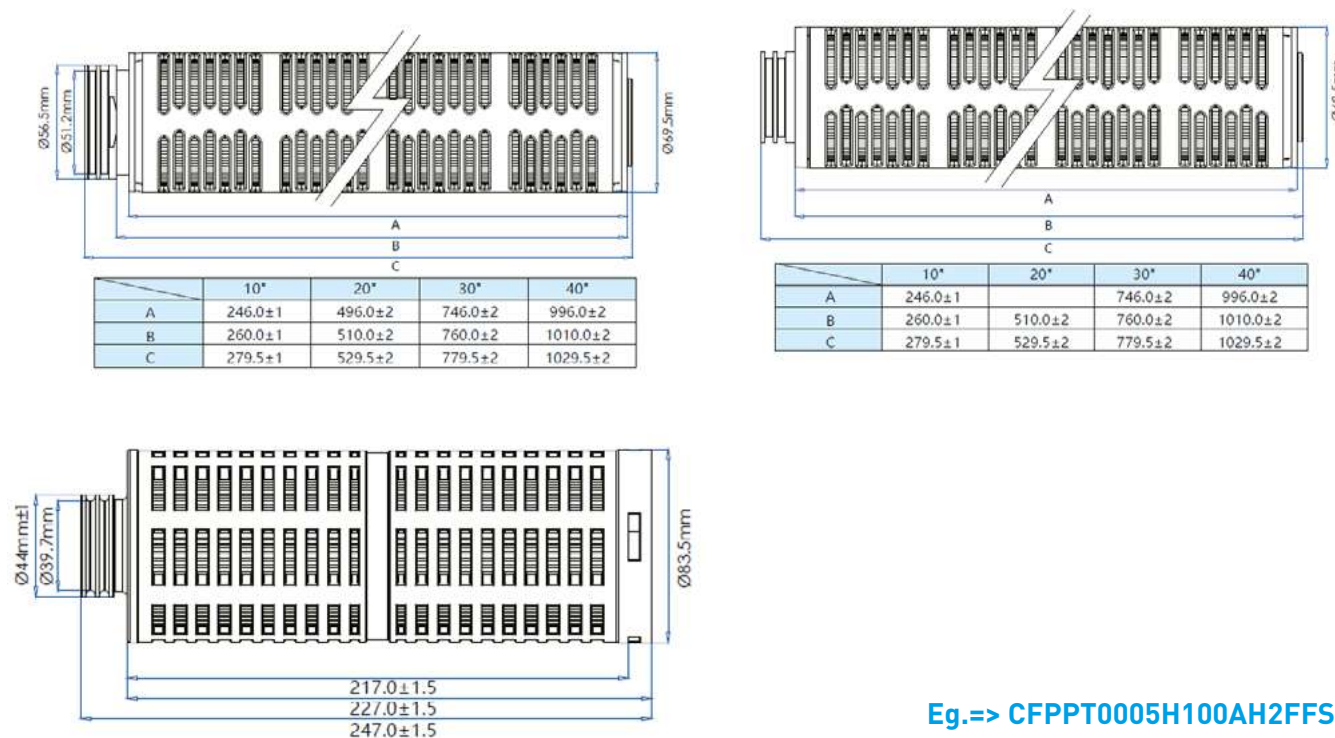 Ø56.5mm
Ø51.2mm
Ø69.5mm
A
B
C
10" 20" 30" 40"
A 246.0±1 496.0±2 746.0±2 996.0±2
B 260.0±1 510.0±2 760.0±2 1010.0±2
C 279.5±1 529.5±2 779.5±2 1029.5±2
A
B
C
10" 20" 30" 40"
A 246.0±1 746.0±2 996.0±2
B 260.0±1 510.0±2 760.0±2 1010.0±2
C 279.5±1 529.5±2 779.5±2 1029.5±2
Ø44mm±1
Ø39.7mm
Ø83.5mm
217.0±1.5
227.0±1.5
247.0±1.5
Eg.=> CFPPT0005H100AH2FFS